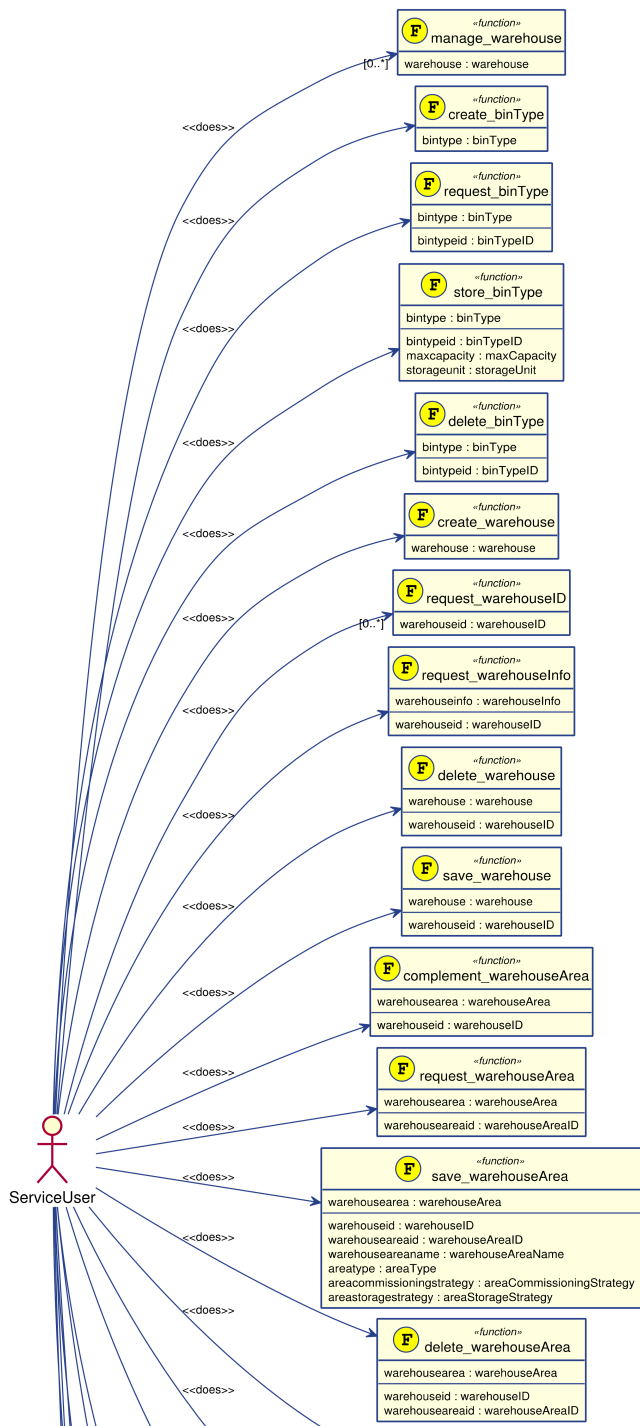 «function»
F
manage_warehouse
[0..*]
warehouse : warehouse
<<does>>
«function»
F
create_binType
bintype : binType
<<does>>
«function»
F
request_binType
bintype : binType
bintypeid : binTypeID
<<does>>
«function»
F
store_binType
bintype : binType
bintypeid : binTypeID
maxcapacity : maxCapacity
storageunit : storageUnit
<<does>>
«function»
F
delete_binType
bintype : binType
bintypeid : binTypeID
<<does>>
«function»
F
create_warehouse
warehouse : warehouse
<<does>>
«function»
F
request_warehouseID
[0..*]
warehouseid : warehouseID
<<does>>
«function»
F
request_warehouseInfo
warehouseinfo : warehouseInfo
warehouseid : warehouseID
<<does>>
«function»
F
delete_warehouse
warehouse : warehouse
warehouseid : warehouseID
<<does>>
«function»
F
save_warehouse
warehouse : warehouse
warehouseid : warehouseID
<<does>>
«function»
F
complement_warehouseArea
warehousearea : warehouseArea
warehouseid : warehouseID
<<does>>
«function»
F
request_warehouseArea
warehousearea : warehouseArea
warehouseareaid : warehouseAreaID
<<does>>
«function»
F
save_warehouseArea
<<does>>
ServiceUser
warehousearea : warehouseArea
warehouseid : warehouseID
warehouseareaid : warehouseAreaID
warehouseareaname : warehouseAreaName
areatype : areaType
areacommissioningstrategy : areaCommissioningStrategy
areastoragestrategy : areaStorageStrategy
<<does>>
<<does>>
«function»
F
delete_warehouseArea
warehousearea : warehouseArea
warehouseid : warehouseID
warehouseareaid : warehouseAreaID
<<does>>